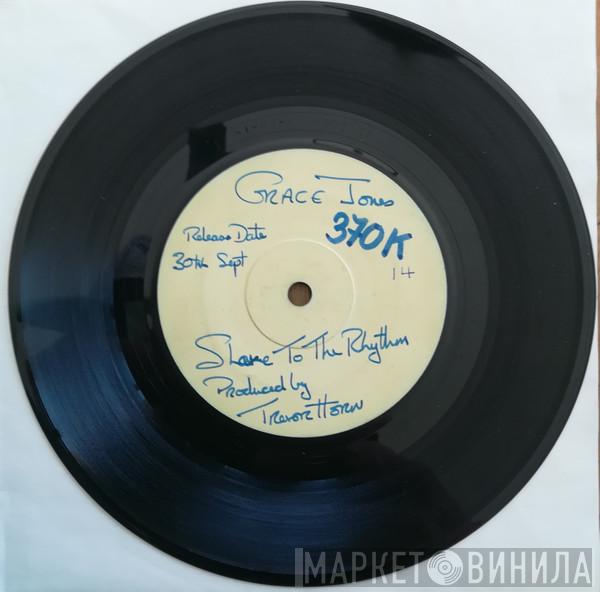 GRACE Jones
370K
Release Date
30th Sept
14
Slave To The Rhythm
Produced by
Trevor Horn
МАРКЕТ ВИНИЛА